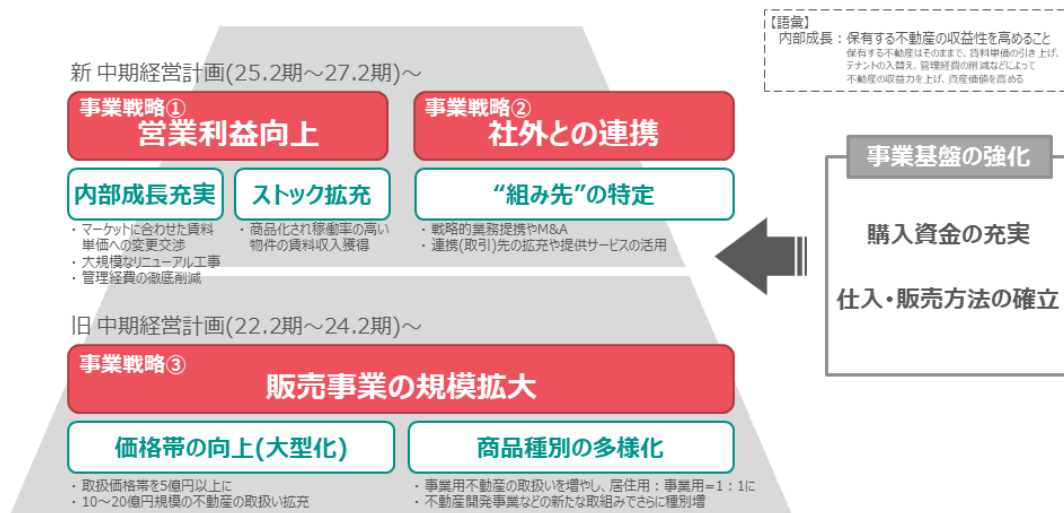 【語彙】
内部成長：保有する不動産の収益性を高めること
保有する不動産はそのままで、賃料単価の引き上げ、
テナントの入替え、管理経費の削減などによって
不動産の収益力を上げ、資産価値を高める
新 中期経営計画(25.2期～27.2期)～
事業戦略①
営業利益向上
事業戦略②
社外との連携
内部成長充実
ストック拡充
“組み先”の特定
・マーケットに合わせた賃料
単価への変更交渉
・大規模なリニューアル工事
・管理経費の徹底削減
・商品化され稼働率の高い
物件の賃料収入獲得
・戦略的業務提携やM&A
・連携(取引)先の拡充や提供サービスの活用
事業基盤の強化
購入資金の充実
仕入・販売方法の確立
旧 中期経営計画(22.2期～24.2期)～
事業戦略③
販売事業の規模拡大
価格帯の向上(大型化)
商品種別の多様化
・取扱価格帯を5億円以上に
・10～20億円規模の不動産の取扱い拡充
・事業用不動産の取扱いを増やし、居住用：事業用=1：1に
・不動産開発事業などの新たな取組みでさらに種別増